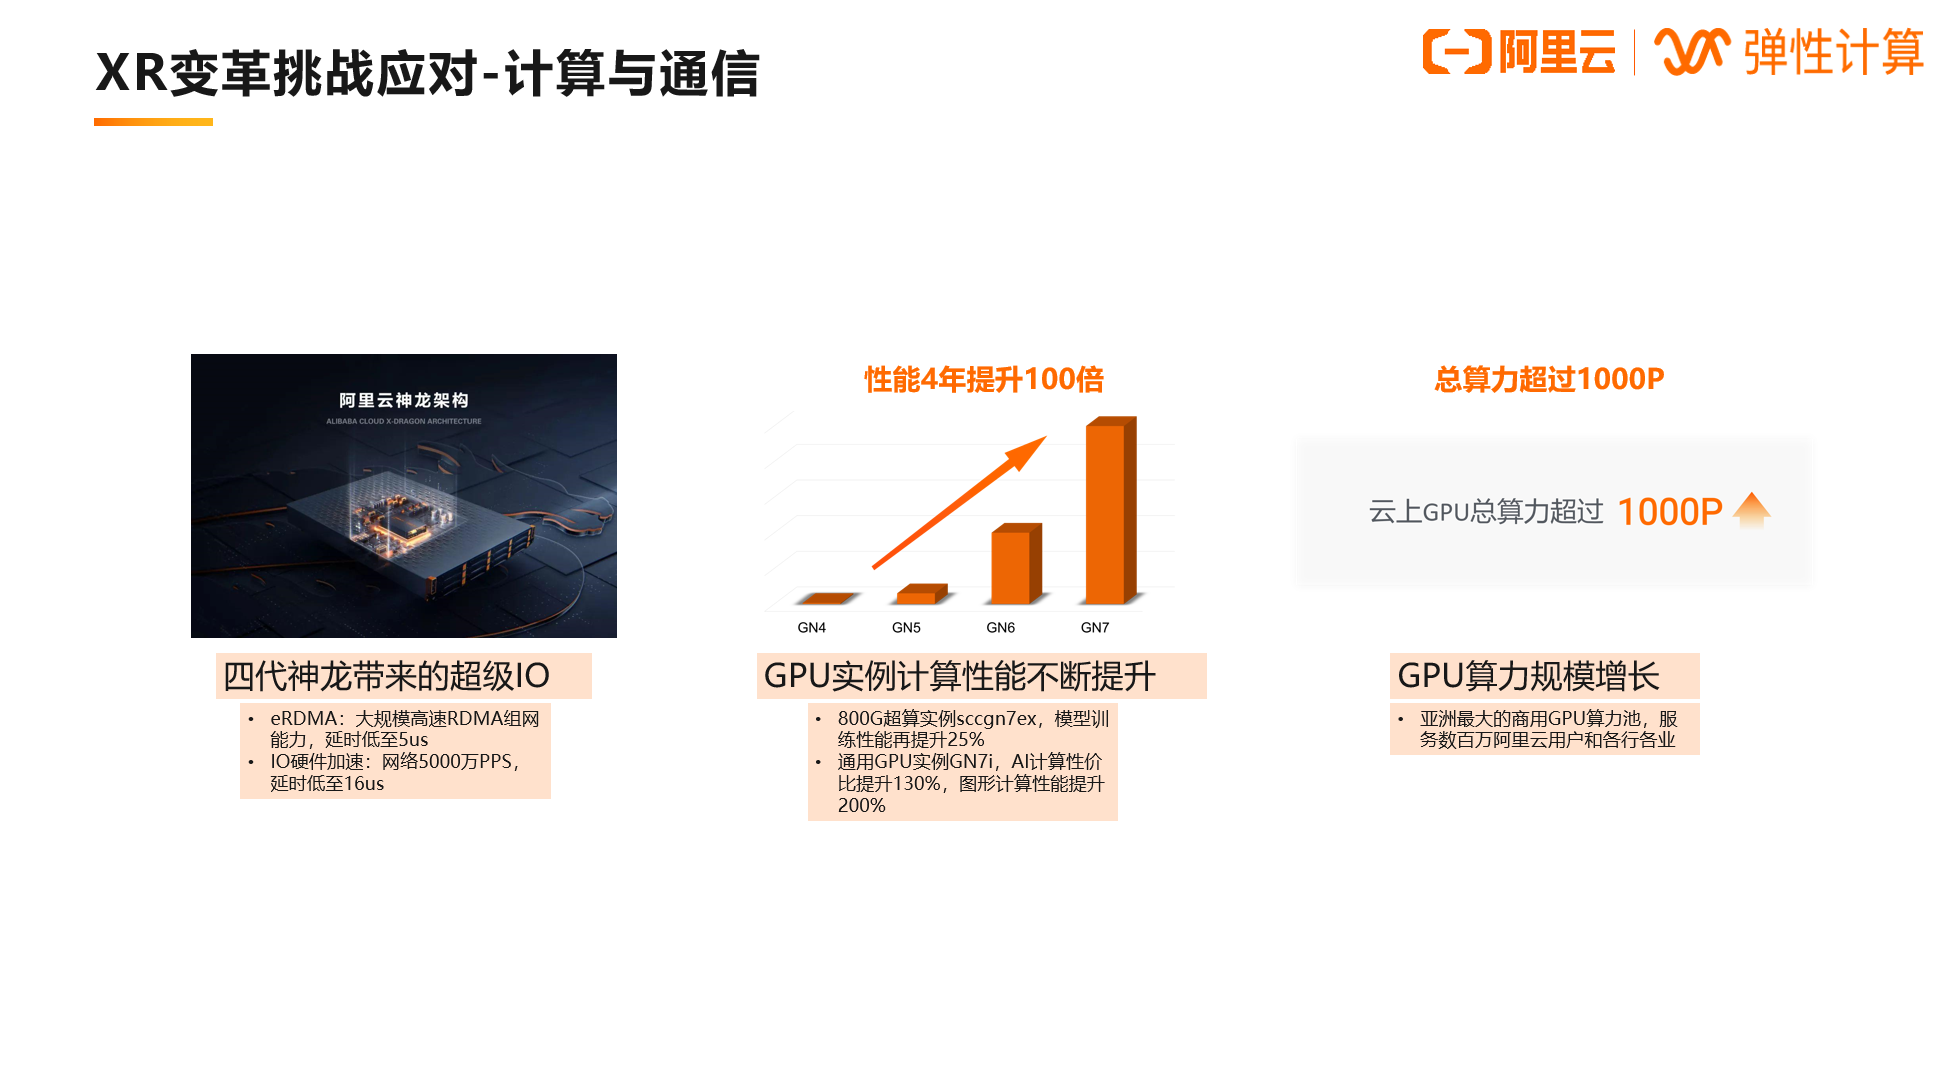 XR变革挑战应对-计算与通信
阿里云
弹性计算
阿里云神龙架构
ALIBABA CLOUD X-DRAGON ARCHITECTURE
四代神龙带来的超级IO
• eRDMA：大规模高速RDMA组网
能力，延时低至5us
• IO硬件加速：网络5000万PPS，
延时低至16us
性能4年提升100倍
GN4 GN5 GN6 GN7
GPU实例计算性能不断提升
• 800G超算实例sccgn7ex，模型训
练性能再提升25%
• 通用GPU实例GN7i，AI计算性价
比提升130%，图形计算性能提升
200%
总算力超过1000P
云上GPU总算力超过 1000P
GPU算力规模增长
• 亚洲最大的商用GPU算力池，服
务数百万阿里云用户和各行各业